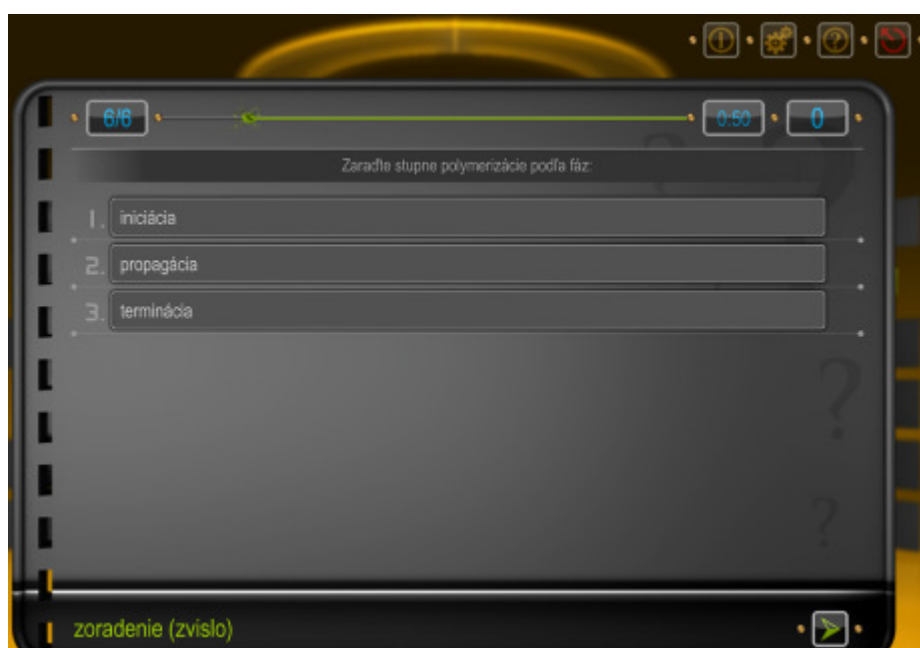 6/6
0:50
0
Zaraďte stupne polymerizácie podľa fáz:
1. iniciácia
2. propagácia
3. terminácia
zoradenie (zvislo)